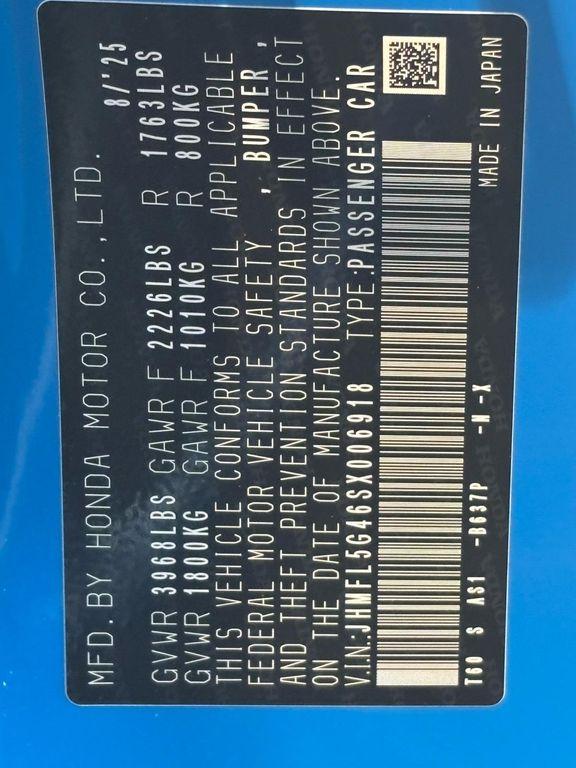 MFD. BY HONDA MOTOR CO., LTD. 8/'25
GVWR 3968LBS GAWR F 2226LBS R 1763LBS
GVWR 1800KG GAWR F 1010KG R 800KG
THIS VEHICLE CONFORMS TO ALL APPLICABLE
FEDERAL MOTOR VEHICLE SAFETY , BUMPER ,
AND THEFT PREVENTION STANDARDS IN EFFECT
ON THE DATE OF MANUFACTURE SHOWN ABOVE.
V.I.N:JHMFL5G46SX006918 TYPE:PASSENGER CAR
T60 S AS1 -B637P -N -X MADE IN JAPAN